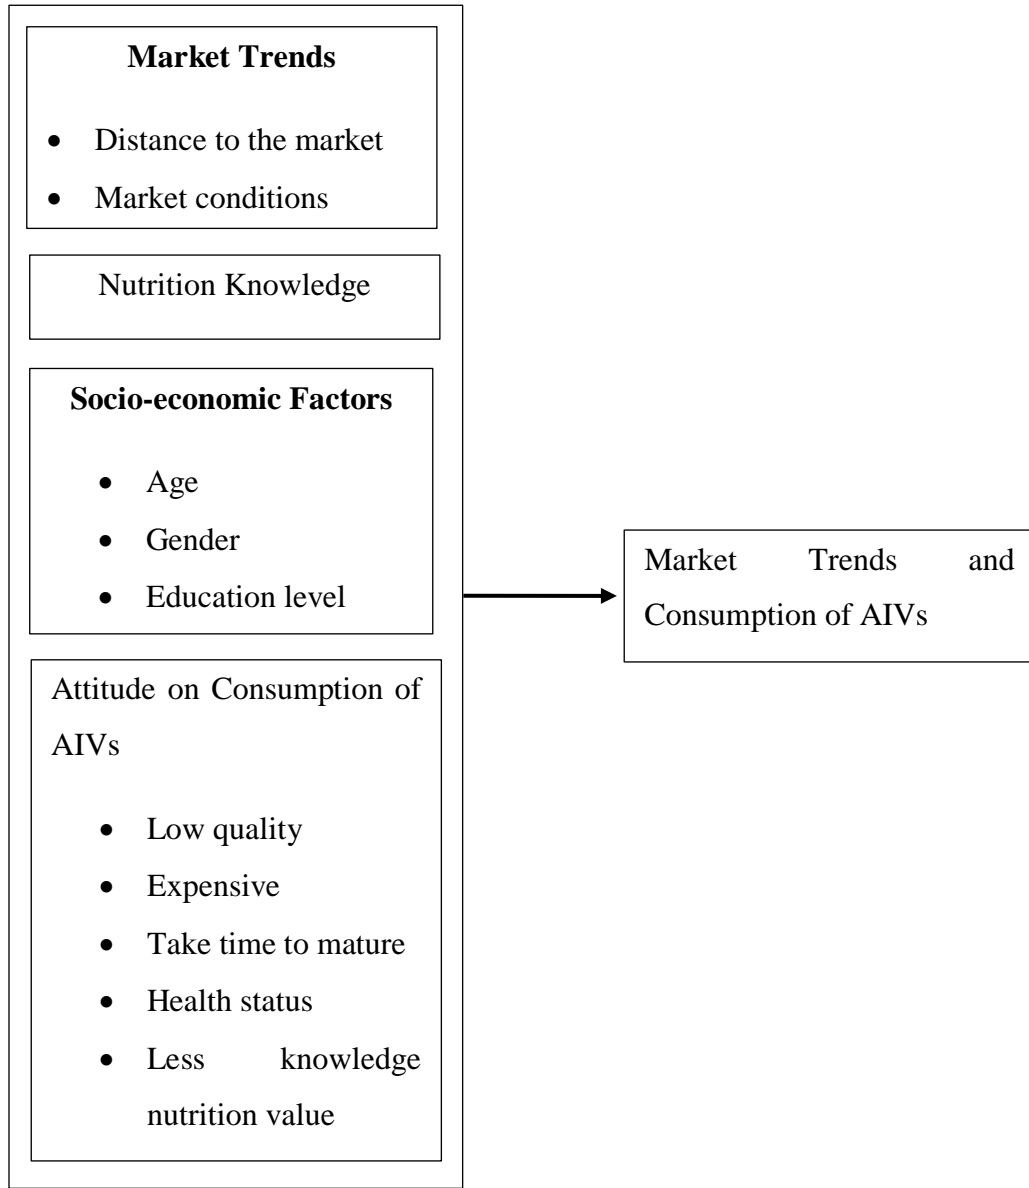 Market Trends
• Distance to the market
• Market conditions
Nutrition Knowledge
Socio-economic Factors
• Age
• Gender
• Education level
Attitude on Consumption of
AIVs
• Low quality
• Expensive
• Take time to mature
• Health status
• Less knowledge
nutrition value
Market Trends and
Consumption of AIVs